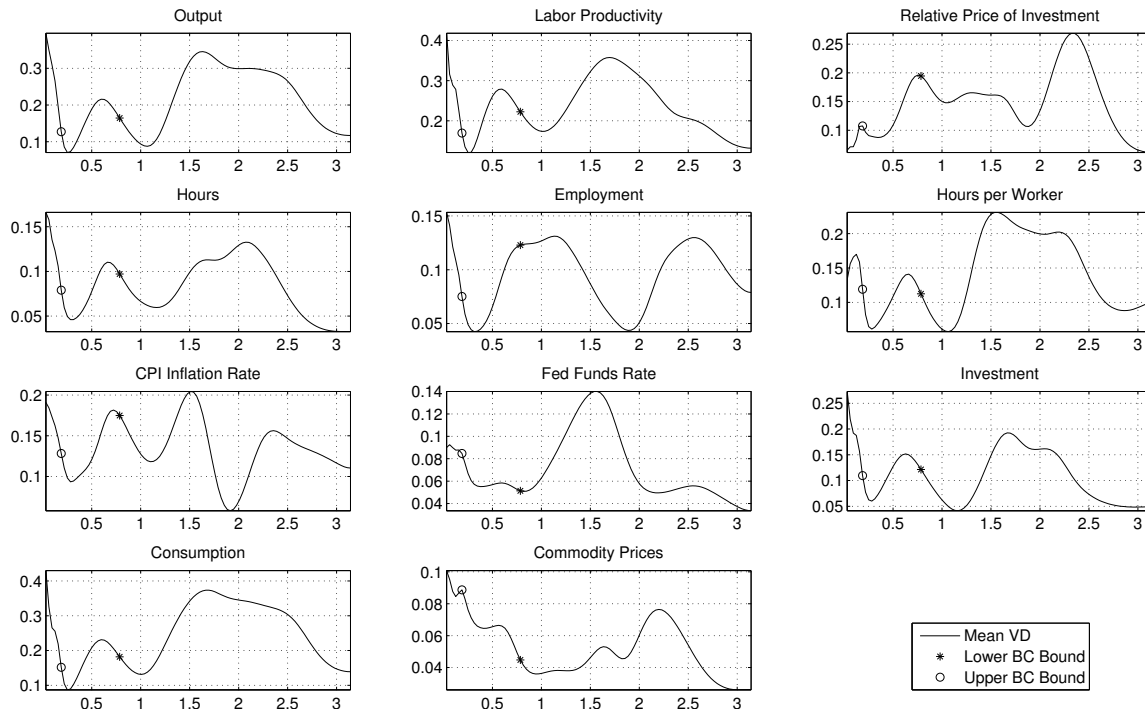 Output
0.3
0.2
0.1
0.5 1 1.5 2 2.5 3
Labor Productivity
0.4
0.3
0.2
0.5 1 1.5 2 2.5 3
Relative Price of Investment
0.25
0.2
0.15
0.1
0.5 1 1.5 2 2.5 3
Hours
0.15
0.1
0.05
0.5 1 1.5 2 2.5 3
Employment
0.15
0.1
0.05
0.5 1 1.5 2 2.5 3
Hours per Worker
0.2
0.15
0.1
0.5 1 1.5 2 2.5 3
CPI Inflation Rate
0.2
0.15
0.1
0.5 1 1.5 2 2.5 3
Fed Funds Rate
0.14
0.12
0.1
0.08
0.06
0.04
0.5 1 1.5 2 2.5 3
Investment
0.25
0.2
0.15
0.1
0.05
0.5 1 1.5 2 2.5 3
Consumption
0.4
0.3
0.2
0.1
0.5 1 1.5 2 2.5 3
Commodity Prices
0.1
0.08
0.06
0.04
0.5 1 1.5 2 2.5 3
Mean VD
Lower BC Bound
Upper BC Bound